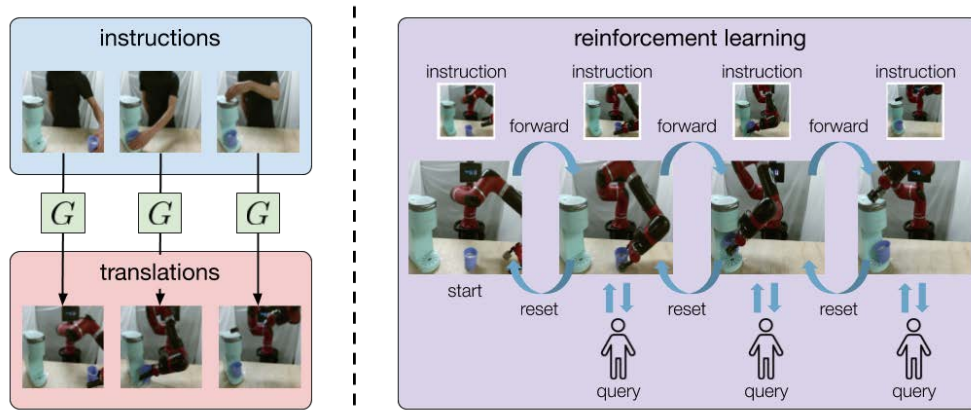 instructions
G G G
translations
reinforcement learning
instruction instruction instruction instruction
forward forward forward
start reset reset reset
query query query